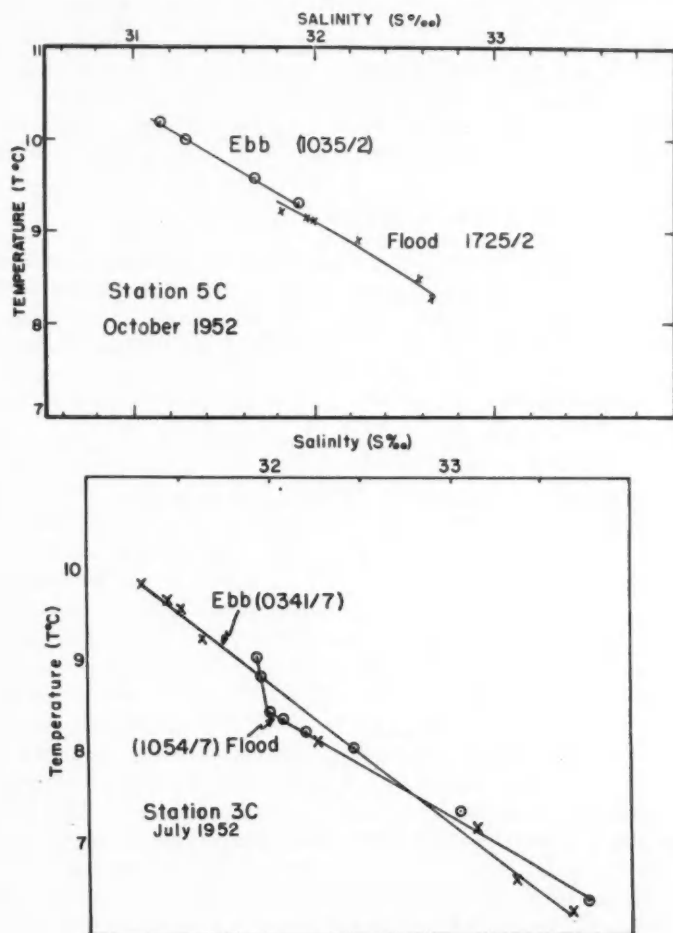 SALINITY (S‰)
31 32 33
11
10
9
8
7
TEMPERATURE (T°C)
Ebb (1035/2)
Flood 1725/2
Station 5C
October 1952
Salinity (S‰)
32 33
10
9
8
7
Temperature (T°C)
Ebb (0341/7)
(1054/7) Flood
Station 3C
July 1952